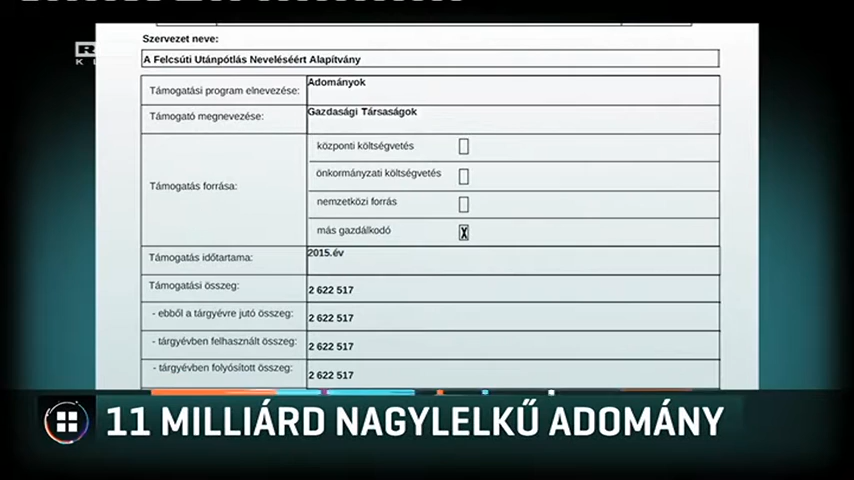 Szervezet neve:
A Felcsúti Utánpótlás Neveléséért Alapítvány
Támogatási program elnevezése: Adományok
Támogató megnevezése: Gazdasági Társaságok
Támogatás forrása:
központi költségvetés
önkormányzati költségvetés
nemzetközi forrás
más gazdálkodó X
Támogatás időtartama: 2015.év
Támogatási összeg: 2 622 517
- ebből a tárgyévre jutó összeg: 2 622 517
- tárgyévben felhasznált összeg: 2 622 517
- tárgyévben folyósított összeg: 2 622 517
11 MILLIÁRD NAGYLELKŰ ADOMÁNY